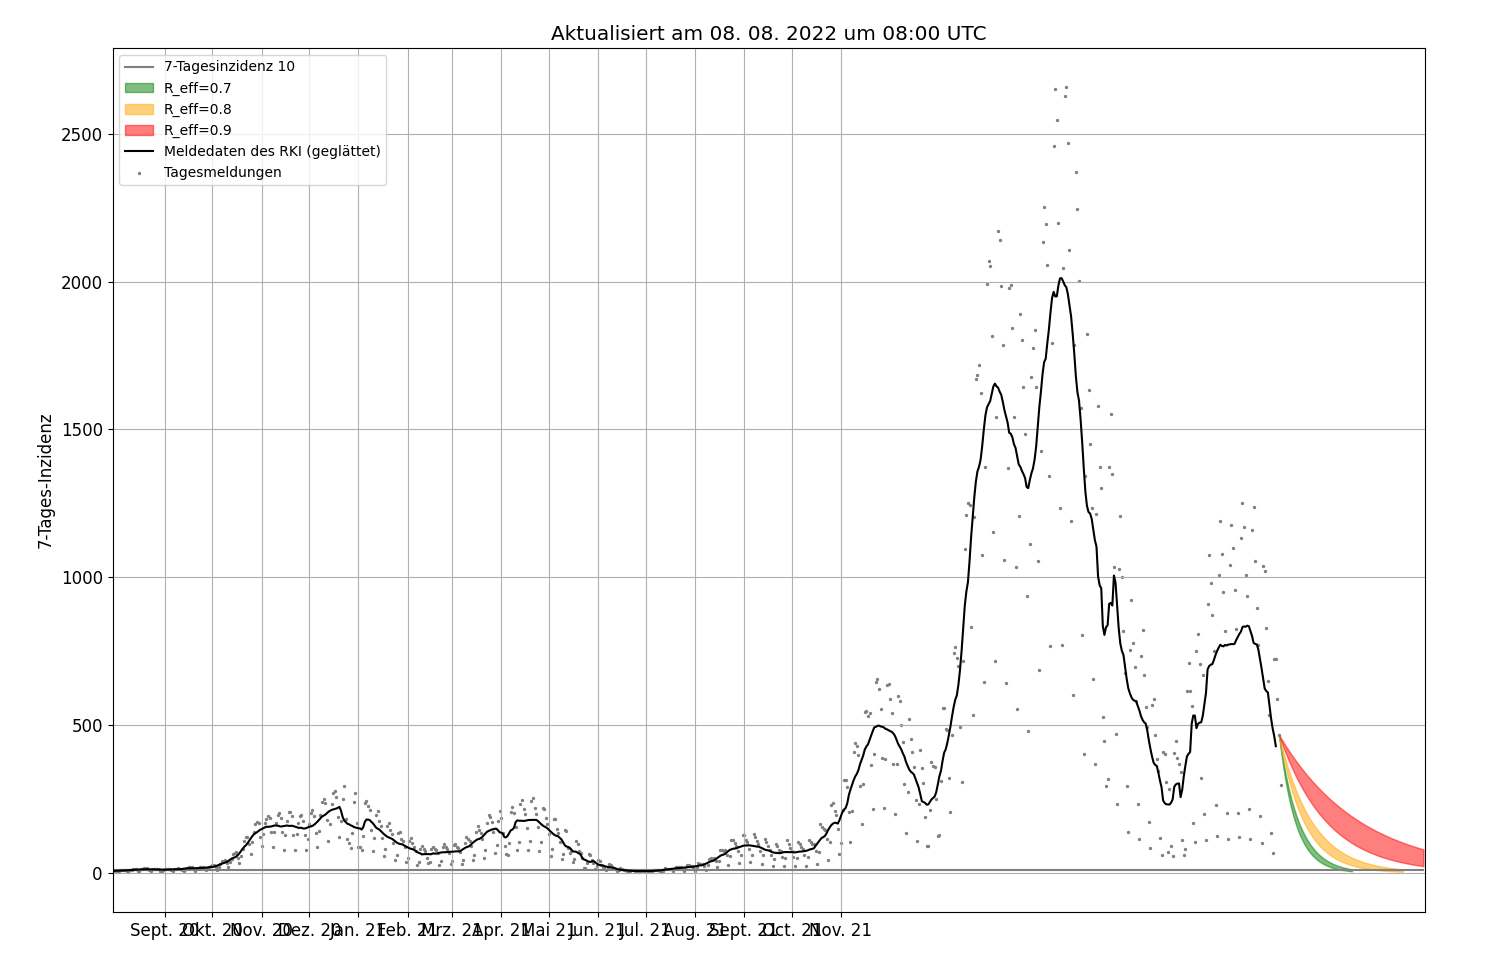 Aktualisiert am 08. 08. 2022 um 08:00 UTC
7-Tagesinzidenz 10
R_eff=0.7
R_eff=0.8
R_eff=0.9
Meldedaten des RKI (geglättet)
Tagesmeldungen
7-Tages-Inzidenz
2500
2000
1500
1000
500
0
Sept. 20 Okt. 20 Nov. 20 Dez. 20 Jan. 21 Feb. 21 Mrz. 21 Apr. 21 Mai 21 Jun. 21 Jul. 21 Aug. 21 Sept. 21 Oct. 21 Nov. 21